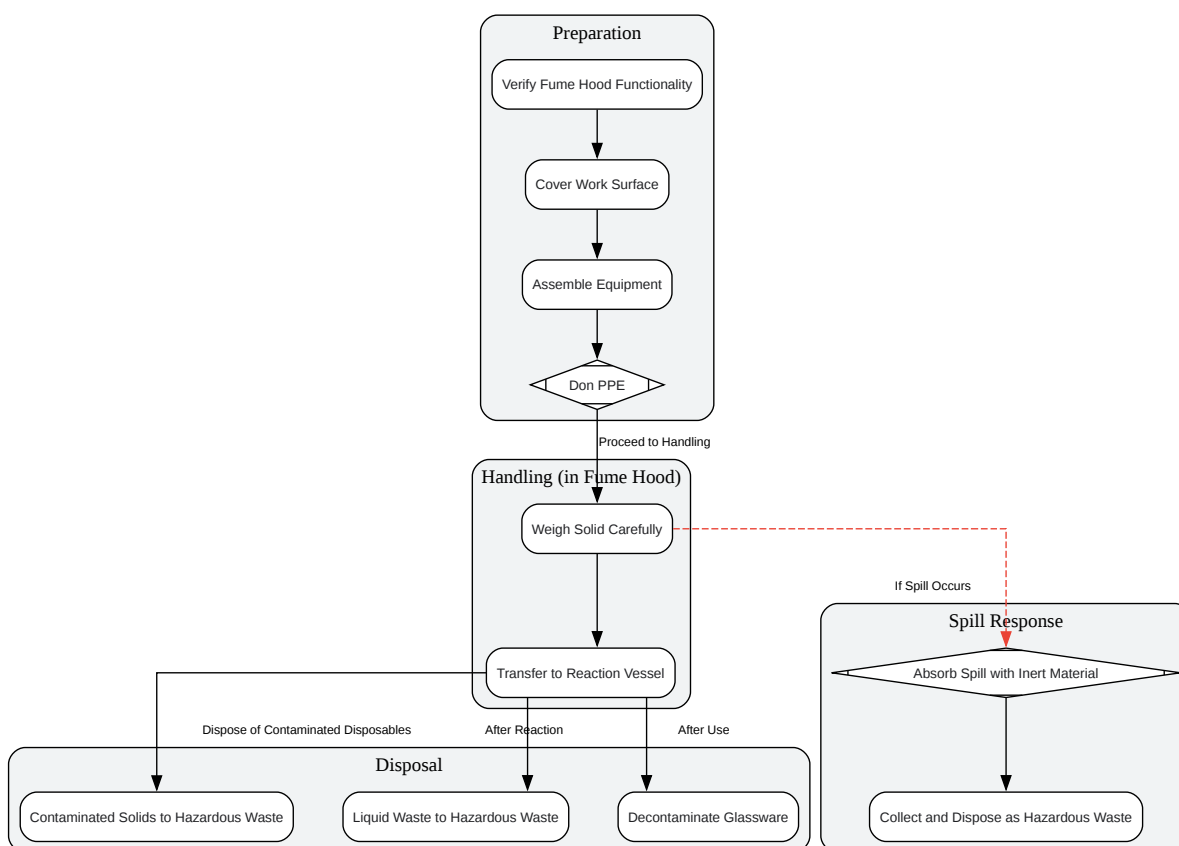 Preparation
Verify Fume Hood Functionality
Cover Work Surface
Assemble Equipment
Don PPE
Proceed to Handling
Handling (in Fume Hood)
Weigh Solid Carefully
If Spill Occurs
Spill Response
Transfer to Reaction Vessel
Absorb Spill with Inert Material
Dispose of Contaminated Disposables
After Reaction
After Use
Disposal
Contaminated Solids to Hazardous Waste
Liquid Waste to Hazardous Waste
Decontaminate Glassware
Collect and Dispose as Hazardous Waste